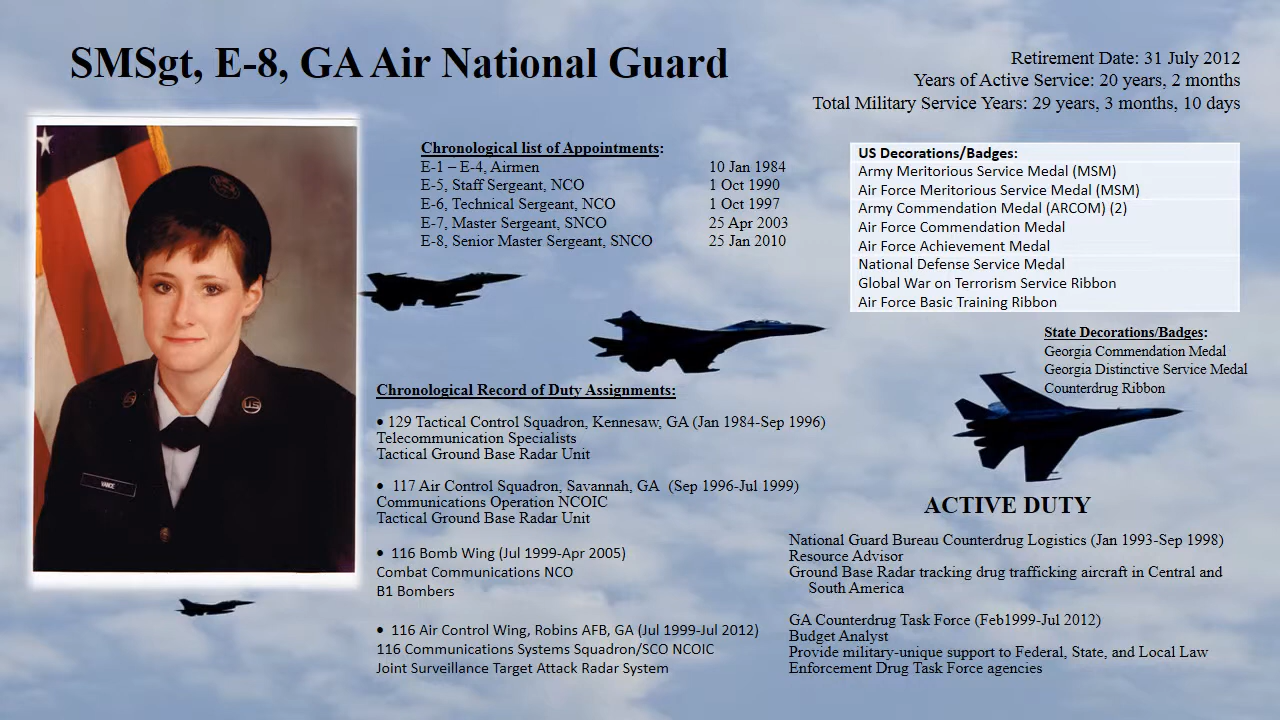 SMSgt, E-8, GA Air National Guard
Retirement Date: 31 July 2012
Years of Active Service: 20 years, 2 months
Total Military Service Years: 29 years, 3 months, 10 days
Chronological list of Appointments:
E-1 – E-4, Airmen 10 Jan 1984
E-5, Staff Sergeant, NCO 1 Oct 1990
E-6, Technical Sergeant, NCO 1 Oct 1997
E-7, Master Sergeant, SNCO 25 Apr 2003
E-8, Senior Master Sergeant, SNCO 25 Jan 2010
US Decorations/Badges:
Army Meritorious Service Medal (MSM)
Air Force Meritorious Service Medal (MSM)
Army Commendation Medal (ARCOM) (2)
Air Force Commendation Medal
Air Force Achievement Medal
National Defense Service Medal
Global War on Terrorism Service Ribbon
Air Force Basic Training Ribbon
State Decorations/Badges:
Georgia Commendation Medal
Georgia Distinctive Service Medal
Counterdrug Ribbon
U.S.
VANCE
Chronological Record of Duty Assignments:
• 129 Tactical Control Squadron, Kennesaw, GA (Jan 1984-Sep 1996)
Telecommunication Specialists
Tactical Ground Base Radar Unit
• 117 Air Control Squadron, Savannah, GA (Sep 1996-Jul 1999)
Communications Operation NCOIC
Tactical Ground Base Radar Unit
• 116 Bomb Wing (Jul 1999-Apr 2005)
Combat Communications NCO
B1 Bombers
• 116 Air Control Wing, Robins AFB, GA (Jul 1999-Jul 2012)
116 Communications Systems Squadron/SCO NCOIC
Joint Surveillance Target Attack Radar System
ACTIVE DUTY
National Guard Bureau Counterdrug Logistics (Jan 1993-Sep 1998)
Resource Advisor
Ground Base Radar tracking drug trafficking aircraft in Central and
South America
GA Counterdrug Task Force (Feb1999-Jul 2012)
Budget Analyst
Provide military-unique support to Federal, State, and Local Law
Enforcement Drug Task Force agencies